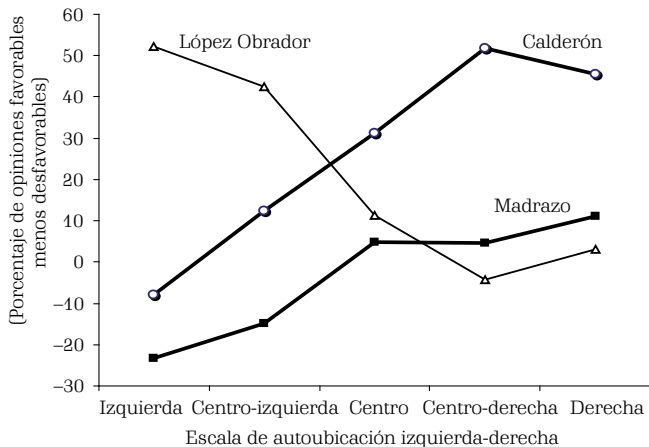 (Porcentaje de opiniones favorables
menos desfavorables)
60
50
40
30
20
10
0
–10
–20
–30
López Obrador
Calderón
Madrazo
Izquierda Centro-izquierda Centro Centro-derecha Derecha
Escala de autoubicación izquierda-derecha